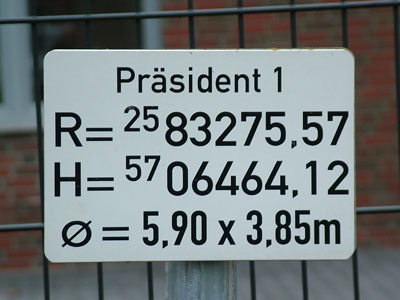 Präsident 1
R= ²⁵83275,57
H= ⁵⁷06464,12
ø = 5,90 x 3,85m